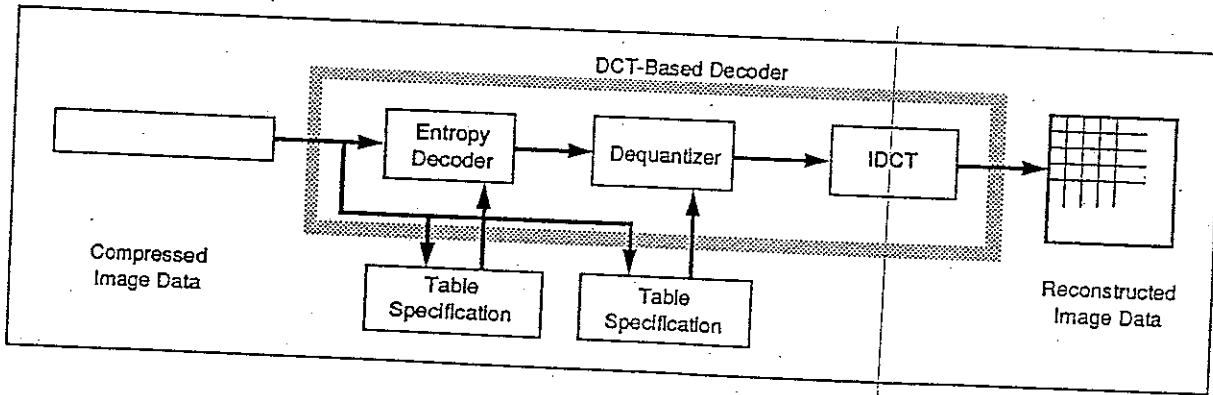 DCT-Based Decoder
Entropy
Decoder
Dequantizer
IDCT
Compressed
Image Data
Table
Specification
Table
Specification
Reconstructed
Image Data